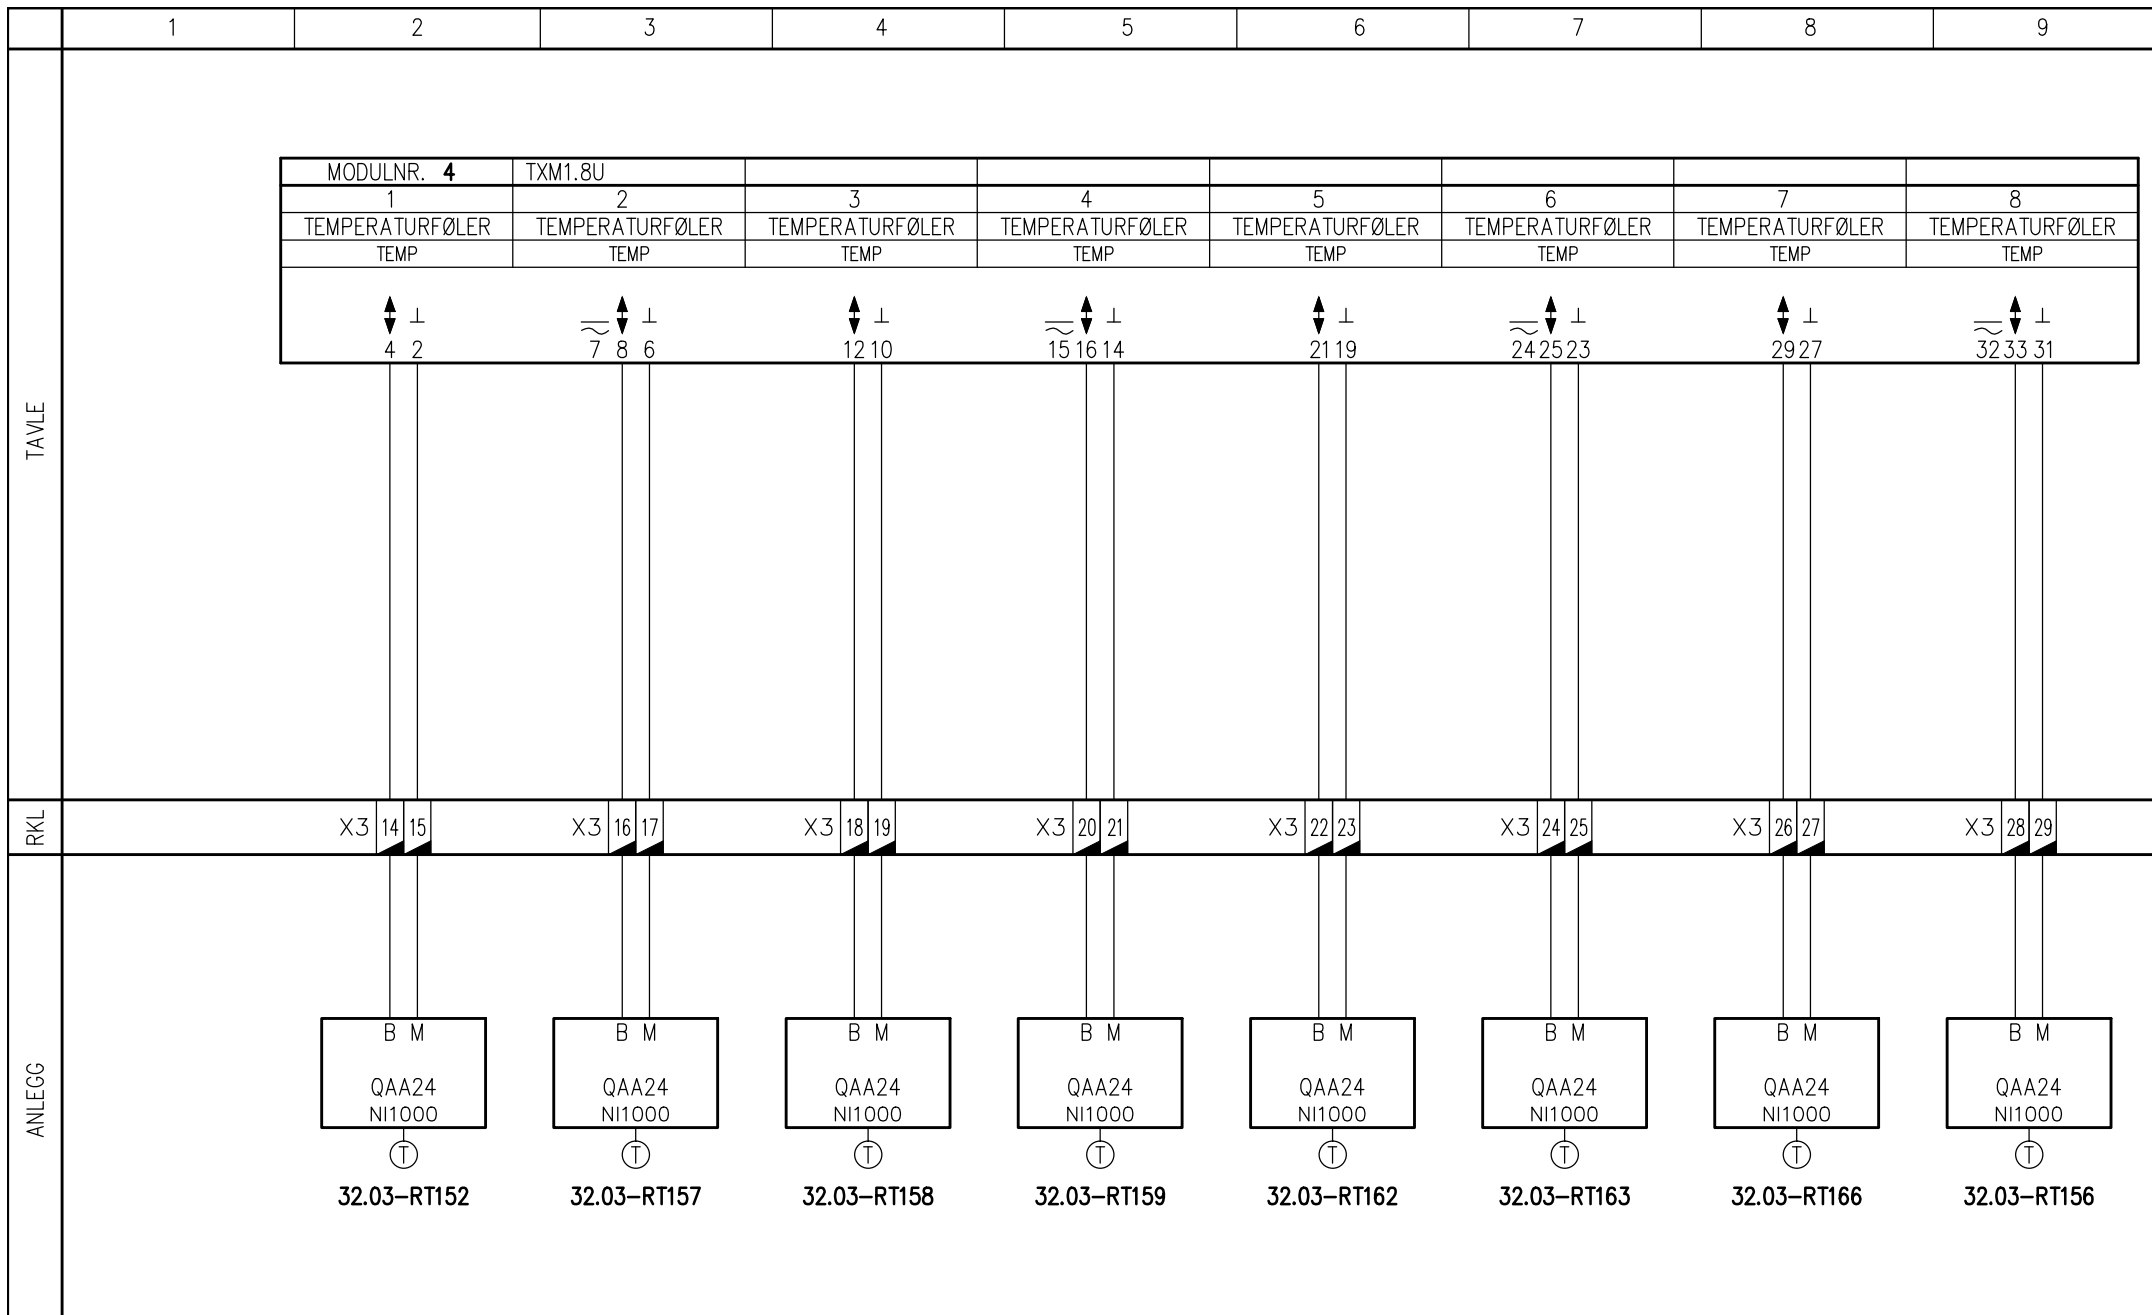 1 2 3 4 5 6 7 8 9
MODULNR. 4 TXM1.8U
1 2 3 4 5 6 7 8
TEMPERATURFØLER TEMPERATURFØLER TEMPERATURFØLER TEMPERATURFØLER TEMPERATURFØLER TEMPERATURFØLER TEMPERATURFØLER TEMPERATURFØLER
TEMP TEMP TEMP TEMP TEMP TEMP TEMP TEMP
4 2 7 8 6 12 10 15 16 14 21 19 24 25 23 29 27 32 33 31
TAVLE
RKL X3 14 15 X3 16 17 X3 18 19 X3 20 21 X3 22 23 X3 24 25 X3 26 27 X3 28 29
B M B M B M B M B M B M B M B M
QAA24 QAA24 QAA24 QAA24 QAA24 QAA24 QAA24 QAA24
ANLEGG
NI1000 NI1000 NI1000 NI1000 NI1000 NI1000 NI1000 NI1000
T T T T T T T T
32.03-RT152 32.03-RT157 32.03-RT158 32.03-RT159 32.03-RT162 32.03-RT163 32.03-RT166 32.03-RT156